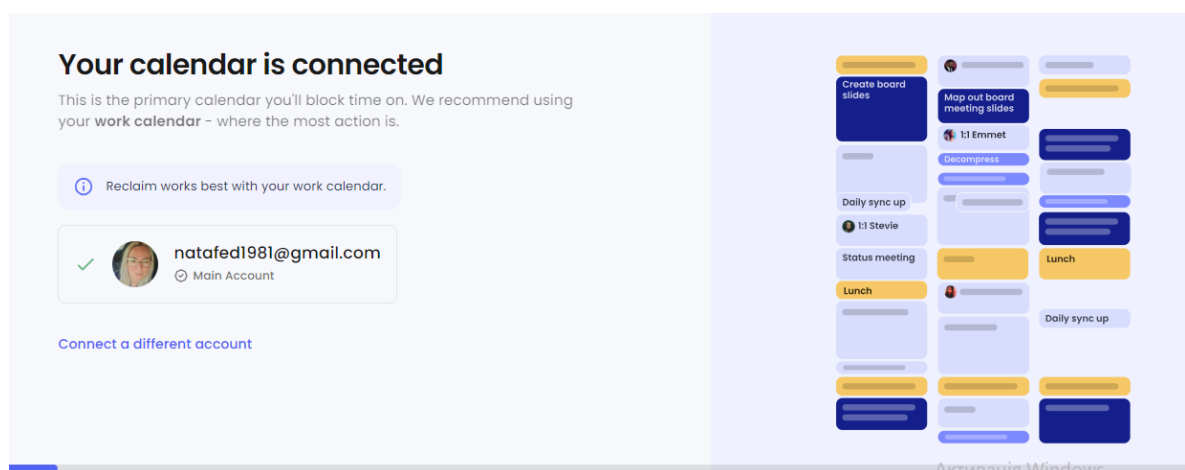 Your calendar is connected
This is the primary calendar you'll block time on. We recommend using
your work calendar - where the most action is.
Reclaim works best with your work calendar.
natafed1981@gmail.com
Main Account
Connect a different account
Create board
slides
Daily sync up
1:1 Stevie
Status meeting
Lunch
Map out board
meeting slides
1:1 Emmet
Decompress
Lunch
Daily sync up
Активація Windows